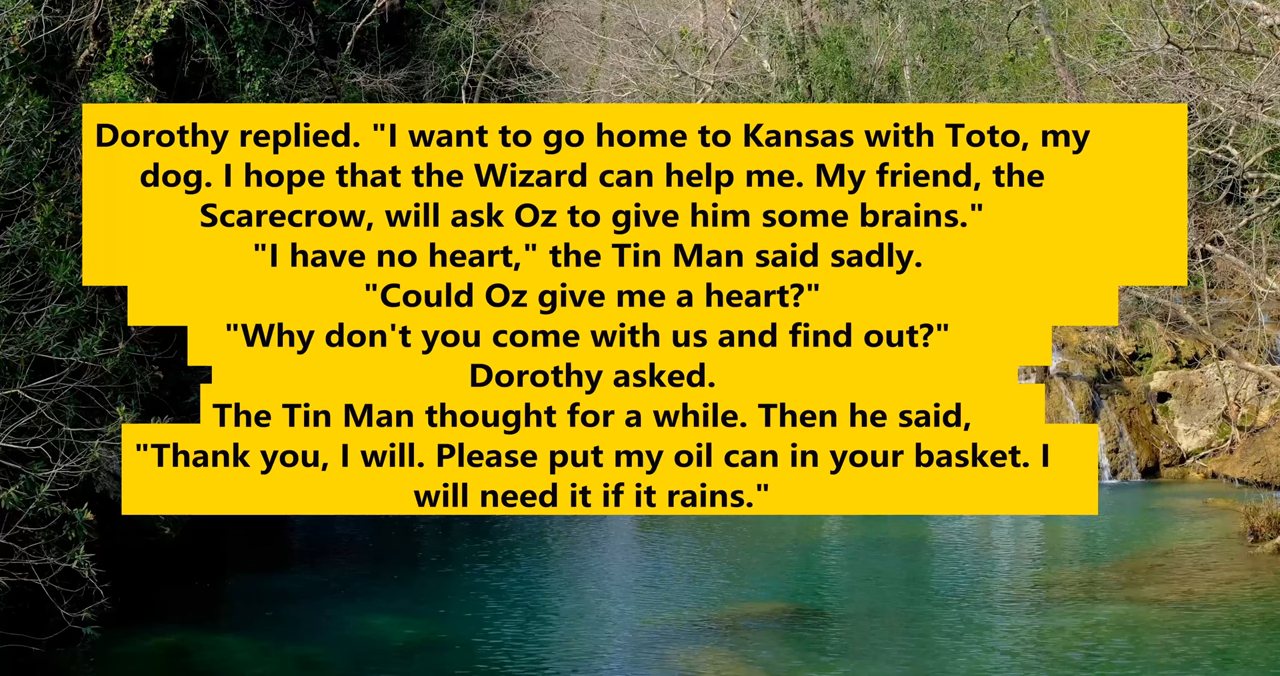 Dorothy replied. "I want to go home to Kansas with Toto, my
dog. I hope that the Wizard can help me. My friend, the
Scarecrow, will ask Oz to give him some brains."
"I have no heart," the Tin Man said sadly.
"Could Oz give me a heart?"
"Why don't you come with us and find out?"
Dorothy asked.
The Tin Man thought for a while. Then he said,
"Thank you, I will. Please put my oil can in your basket. I
will need it if it rains."